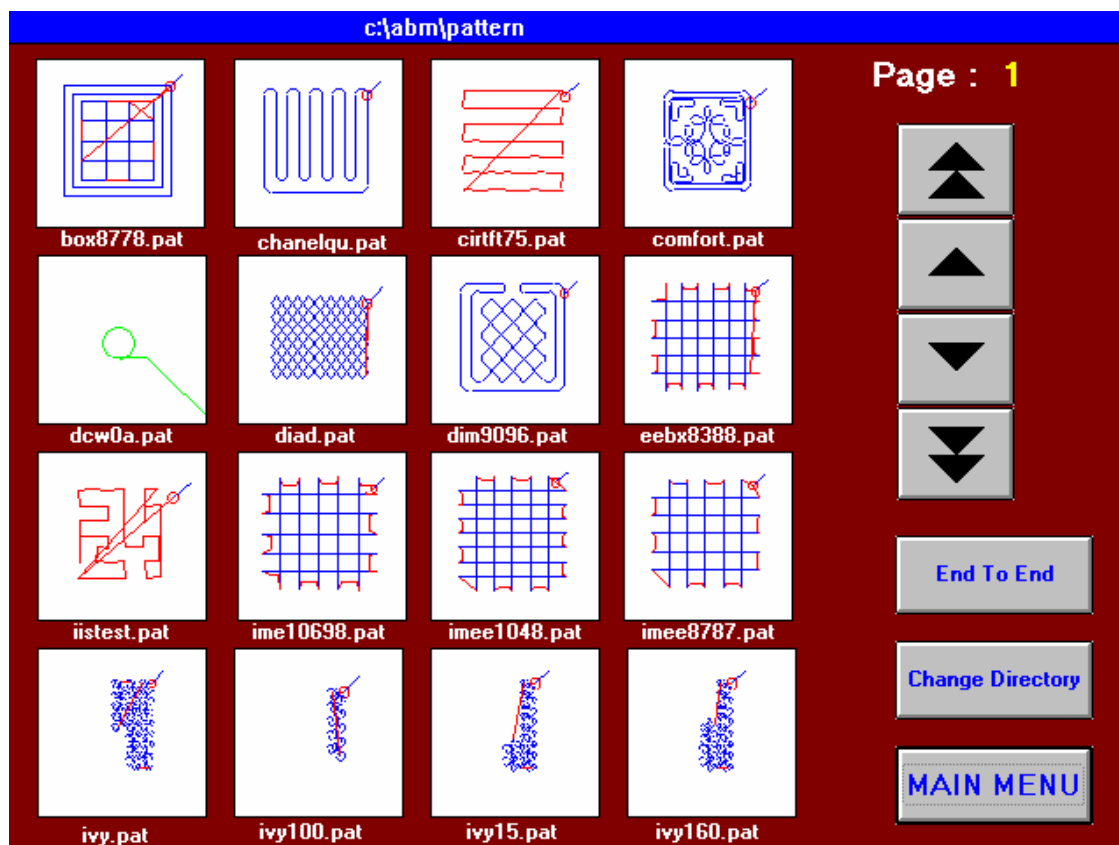 c:\abm\pattern
Page : 1
box8778.pat
chanelqu.pat
cirtft75.pat
comfort.pat
dcw0a.pat
diad.pat
dim9096.pat
eebx8388.pat
iistest.pat
ime10698.pat
imee1048.pat
imee8787.pat
ivy.pat
ivy100.pat
ivy15.pat
ivy160.pat
End To End
Change Directory
MAIN MENU